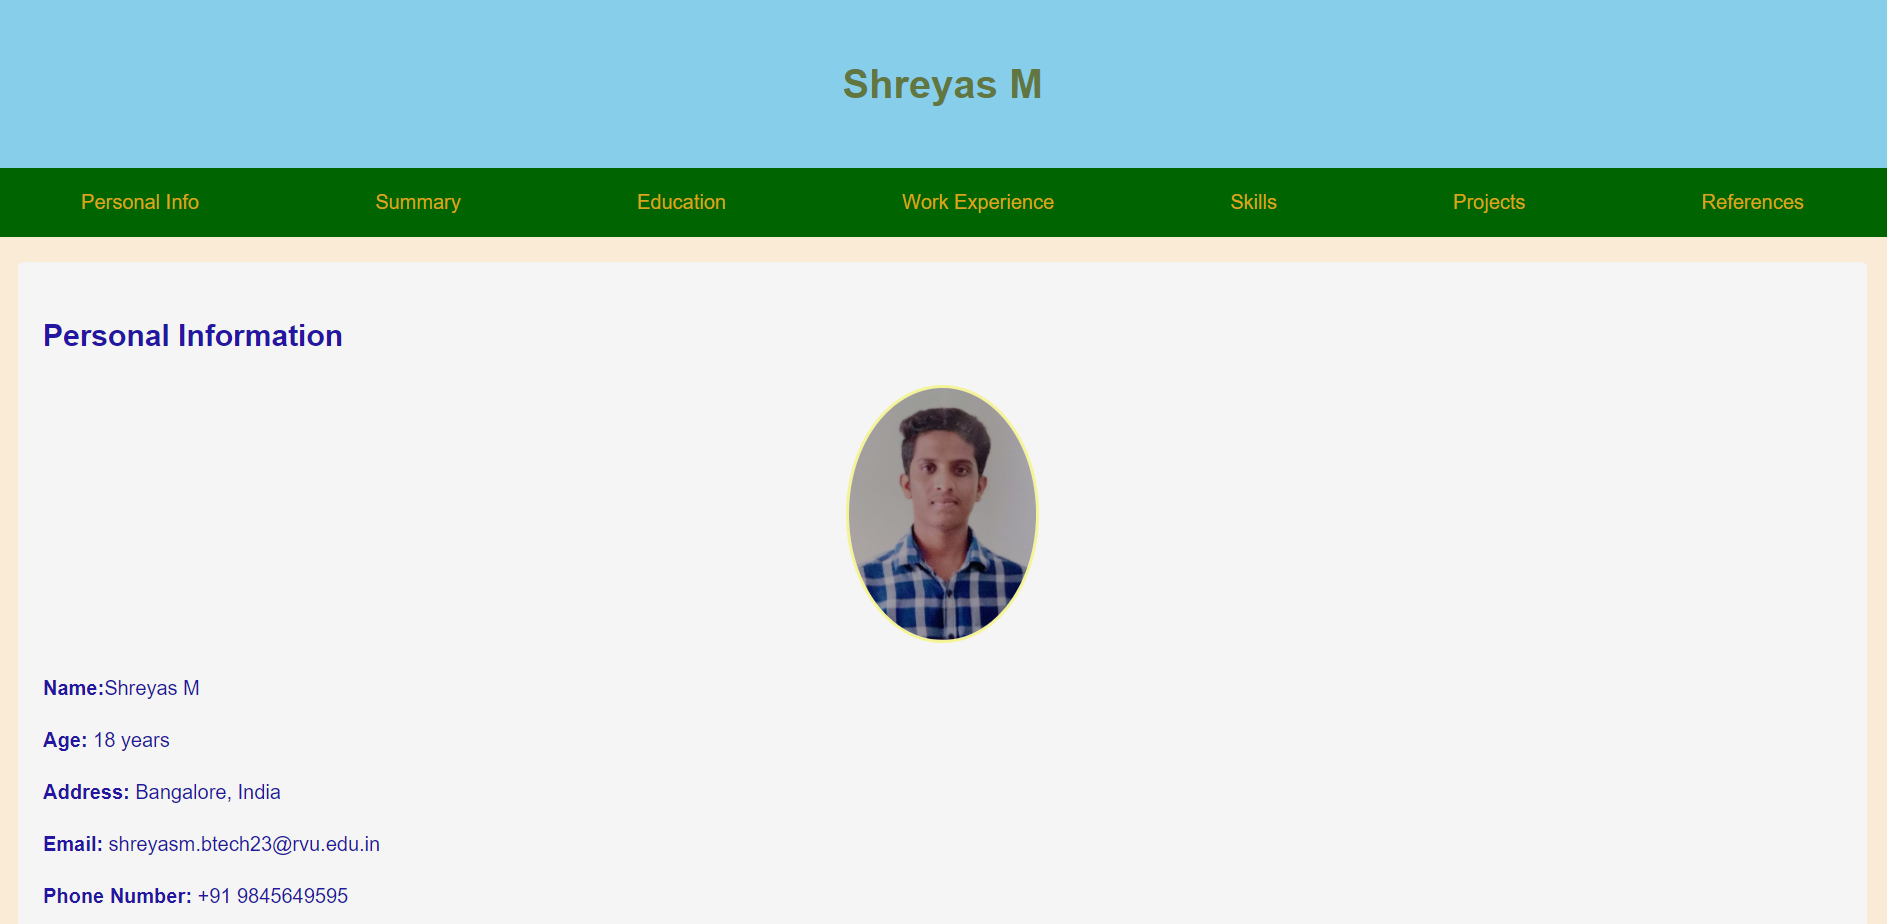 Shreyas M
Personal Info Summary Education Work Experience Skills Projects References
Personal Information
Name:Shreyas M
Age: 18 years
Address: Bangalore, India
Email: shreyasm.btech23@rvu.edu.in
Phone Number: +91 9845649595